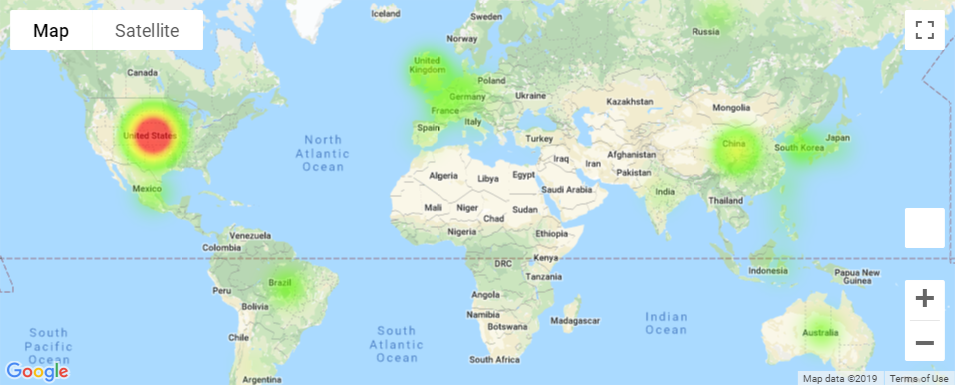 Map
Satellite
Iceland
Sweden
Norway
Russia
Canada
United
Kingdom
Poland
Germany
Ukraine
France
Kazakhstan
Mongolia
Italy
Spain
Turkey
United States
North
Atlantic
Ocean
China
Japan
South Korea
Iraq
Iran
Afghanistan
Pakistan
Algeria
Libya
Egypt
Saudi Arabia
India
Mexico
Mali
Niger
Chad
Sudan
Thailand
Nigeria
Ethiopia
Venezuela
Colombia
DRC
Kenya
Tanzania
Indonesia
Papua New
Guinea
Brazil
Peru
Bolivia
Angola
Namibia
Botswana
Madagascar
Indian
Ocean
Australia
South
Pacific
Ocean
Chile
South
Atlantic
Ocean
South Africa
Argentina
Google
Map data ©2019
Terms of Use